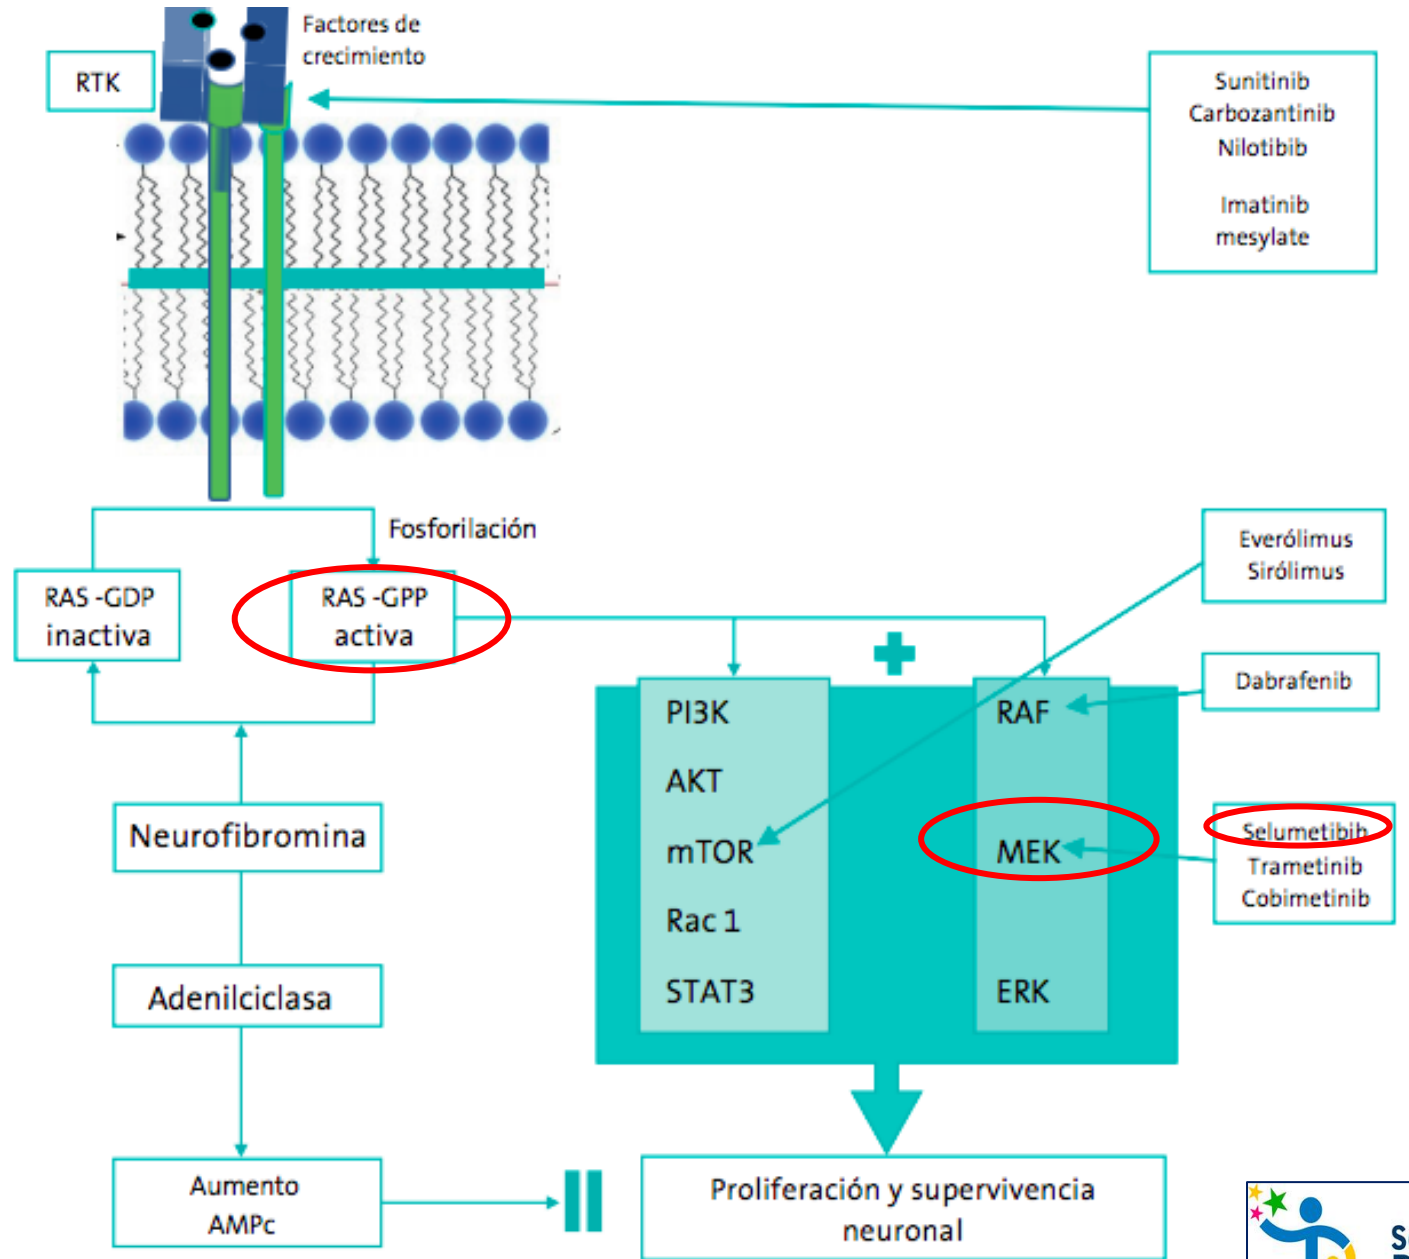 Factores de
crecimiento
RTK
Sunitinib
Carbozantinib
Nilotibib
Imatinib
mesylate
Fosforilación
RAS -GDP
inactiva
RAS -GPP
activa
Everólimus
Sirólimus
Dabrafenib
PI3K
AKT
mTOR
Rac 1
STAT3
RAF
MEK
ERK
Selumetibih
Trametinib
Cobimetinib
Neurofibromina
Adenilciclasa
Aumento
AMPc
Proliferación y supervivencia
neuronal